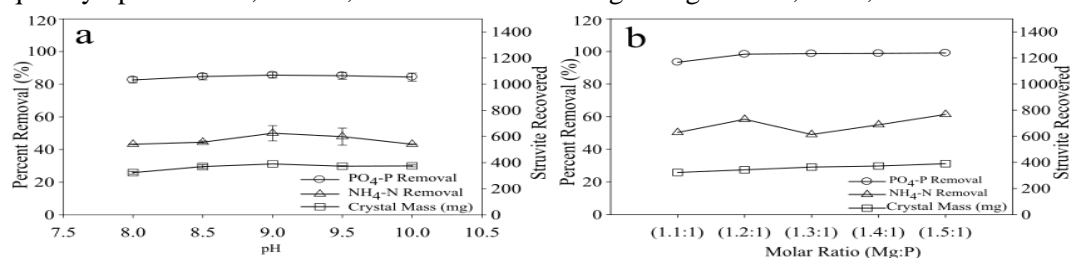 120
100
80
60
40
20
0
Percent Removal (%)
a
PO4-P Removal
NH4-N Removal
Crystal Mass (mg)
1400
1200
1000
800
600
400
200
0
Struvite Recovered
7.5 8.0 8.5 9.0 9.5 10.0 10.5
pH
120
100
80
60
40
20
0
Percent Removal (%)
b
PO4-P Removal
NH4-N Removal
Crystal Mass (mg)
1400
1200
1000
800
600
400
200
0
Struvite Recovered
(1.1:1) (1.2:1) (1.3:1) (1.4:1) (1.5:1)
Molar Ratio (Mg:P)